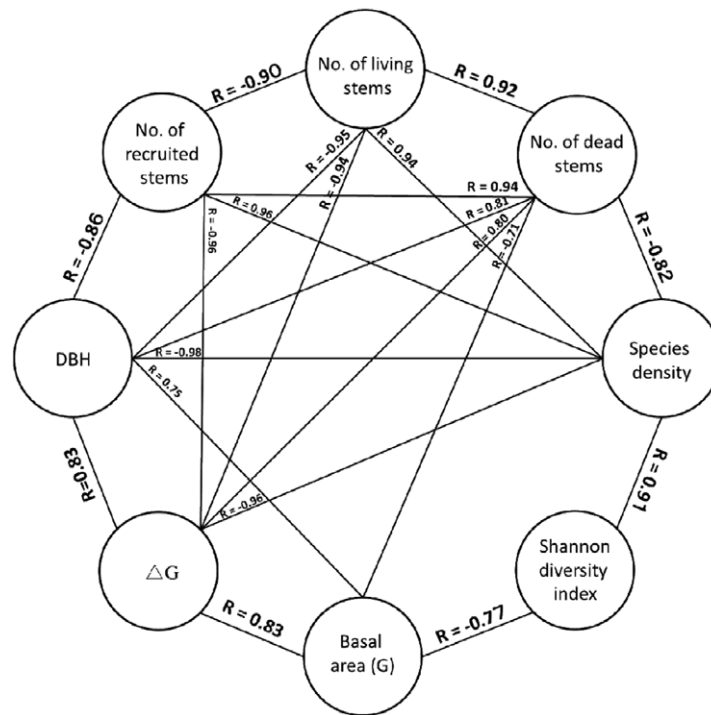 No. of living
stems
R = -0.90
R = 0.92
No. of
recruited
stems
No. of dead
stems
R = -0.95
R = -0.94
R = 0.94
R = 0.94
R = 0.81
R = 0.80
R = -0.71
R = 0.96
R = -0.96
R = -0.86
R = -0.82
DBH
R = -0.98
R = 0.75
Species
density
R=0.83
R = -0.96
R = 0.91
△G
Shannon
diversity
index
R = 0.83
R = -0.77
Basal
area (G)